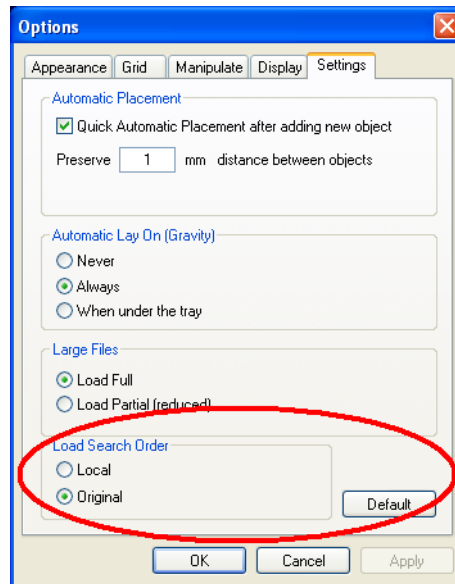 Options
Appearance Grid Manipulate Display Settings
Automatic Placement
Quick Automatic Placement after adding new object
Preserve 1 mm distance between objects
Automatic Lay On (Gravity)
Never
Always
When under the tray
Large Files
Load Full
Load Partial (reduced)
Load Search Order
Local
Original
Default
OK Cancel Apply